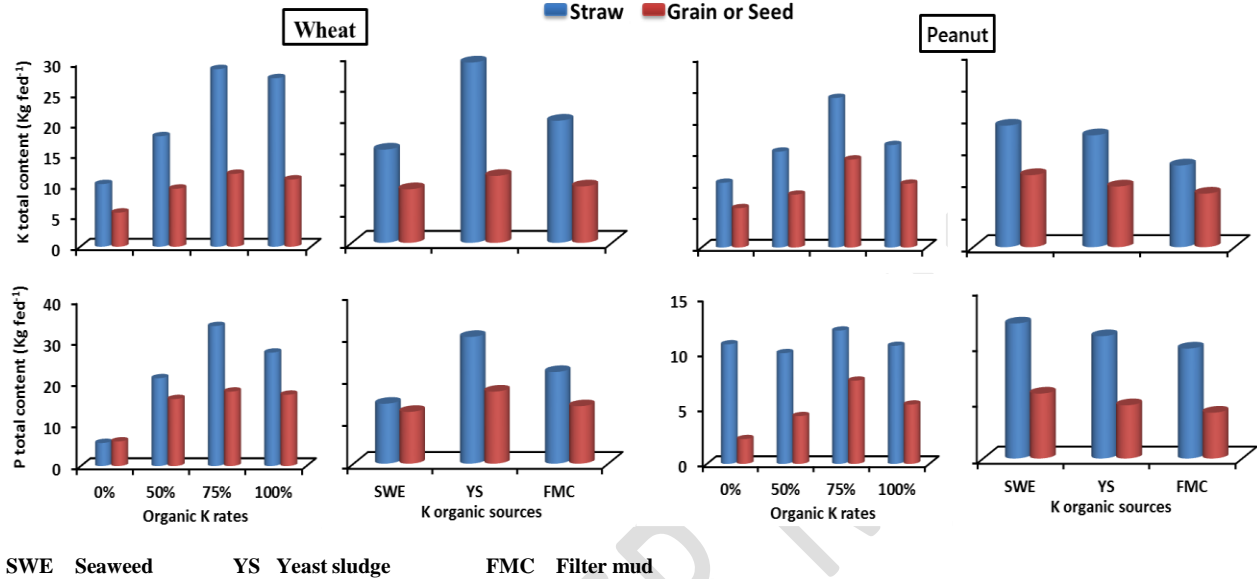 Straw Grain or Seed
Wheat
Peanut
K total content (Kg fed⁻¹)
30
25
20
15
10
5
0
P total content (Kg fed⁻¹)
40
30
20
10
0
15
10
5
0
0% 50% 75% 100%
Organic K rates
SWE YS FMC
K organic sources
0% 50% 75% 100%
Organic K rates
SWE YS FMC
K organic sources
SWE Seaweed YS Yeast sludge FMC Filter mud